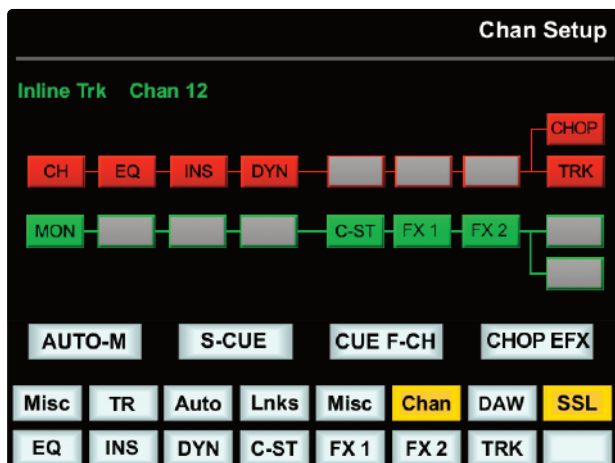 Chan Setup
Inline Trk Chan 12
CHOP
CH EQ INS DYN TRK
MON C-ST FX 1 FX 2
AUTO-M S-CUE CUE F-CH CHOP EFX
Misc TR Auto Lnks Misc Chan DAW SSL
EQ INS DYN C-ST FX 1 FX 2 TRK